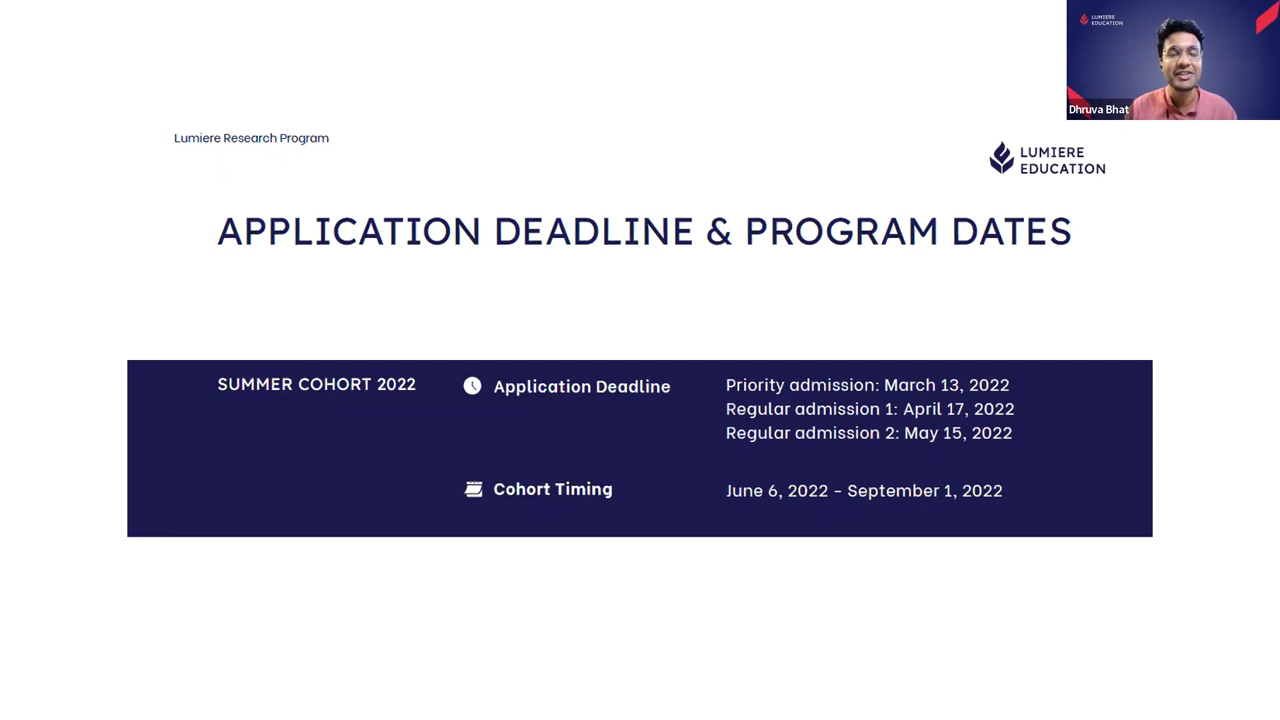 LUMIERE
EDUCATION
Dhruva Bhat
Lumiere Research Program
LUMIERE
EDUCATION
APPLICATION DEADLINE & PROGRAM DATES
SUMMER COHORT 2022
Application Deadline
Priority admission: March 13, 2022
Regular admission 1: April 17, 2022
Regular admission 2: May 15, 2022
Cohort Timing
June 6, 2022 - September 1, 2022